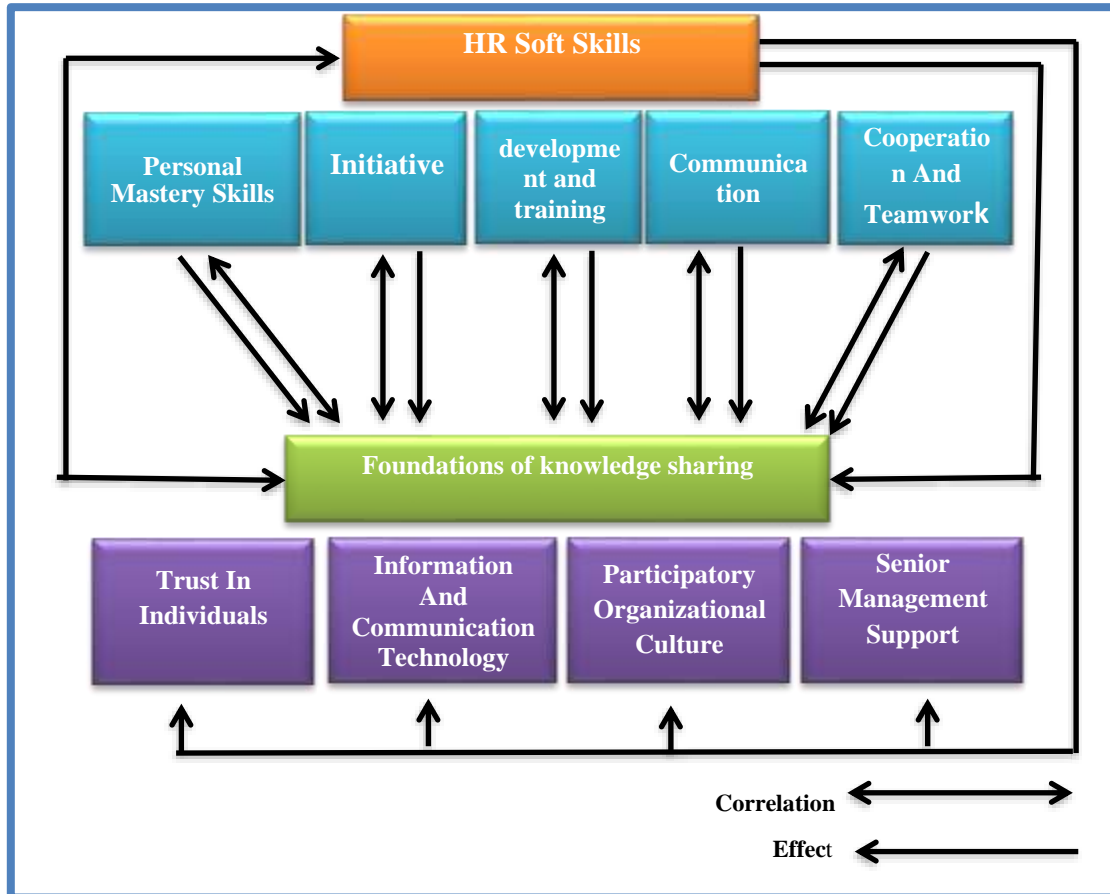 HR Soft Skills
Personal
Mastery Skills
Initiative
developme
nt and
training
Communica
tion
Cooperatio
n And
Teamwork
Foundations of knowledge sharing
Trust In
Individuals
Information
And
Communication
Technology
Participatory
Organizational
Culture
Senior
Management
Support
Correlation
Effect